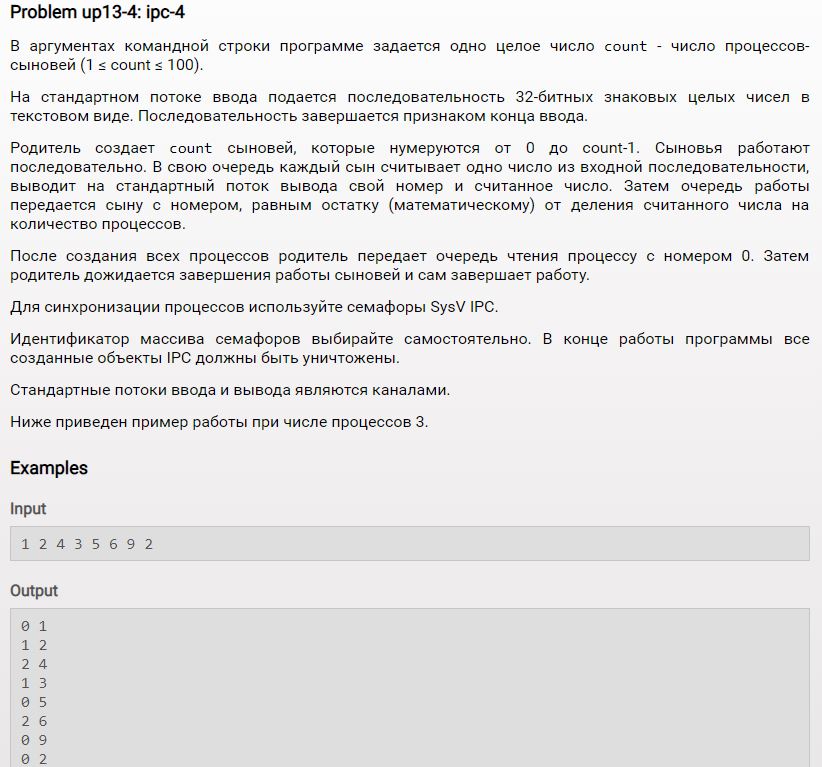 Problem up13-4: ipc-4
В аргументах командной строки программе задается одно целое число count - число процессов-
сыновей (1 ≤ count ≤ 100).
На стандартном потоке ввода подается последовательность 32-битных знаковых целых чисел в
текстовом виде. Последовательность завершается признаком конца ввода.
Родитель создает count сыновей, которые нумеруются от 0 до count-1. Сыновья работают
последовательно. В свою очередь каждый сын считывает одно число из входной последовательности,
выводит на стандартный поток вывода свой номер и считанное число. Затем очередь работы
передается сыну с номером, равным остатку (математическому) от деления считанного числа на
количество процессов.
После создания всех процессов родитель передает очередь чтения процессу с номером 0. Затем
родитель дожидается завершения работы сыновей и сам завершает работу.
Для синхронизации процессов используйте семафоры SysV IPC.
Идентификатор массива семафоров выбирайте самостоятельно. В конце работы программы все
созданные объекты IPC должны быть уничтожены.
Стандартные потоки ввода и вывода являются каналами.
Ниже приведен пример работы при числе процессов 3.
Examples
Input
1 2 4 3 5 6 9 2
Output
0 1
1 2
2 4
1 3
0 5
2 6
0 9
0 2